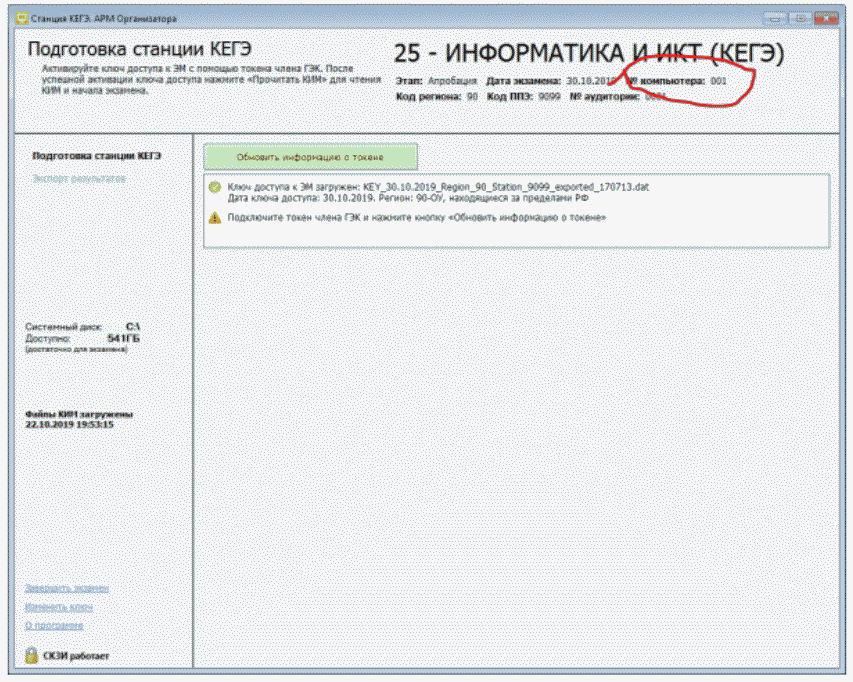 Станция КЕГЭ. АРМ Организатора
Подготовка станции КЕГЭ
Активируйте ключ доступа к ЭМ с помощью токена члена ГЭК. После
успешной активации ключа доступа нажмите «Прочитать КИМ» для чтения
КИМ и начала экзамена.
25 - ИНФОРМАТИКА И ИКТ (КЕГЭ)
Этап: Апробация Дата экзамена: 30.10.2019 № компьютера: 001
Код региона: 90 Код ППЭ: 9099 № аудитории: 0001
Подготовка станции КЕГЭ
Экспорт результатов
Обновить информацию о токене
Ключ доступа к ЭМ загружен: KEY_30.10.2019_Region_90_Station_9099_exported_170713.dat
Дата ключа доступа: 30.10.2019. Регион: 90-ОУ, находящиеся за пределами РФ
Подключите токен члена ГЭК и нажмите кнопку «Обновить информацию о токене»
Системный диск: C:\
Доступно: 541ГБ
(достаточно для экзамена)
Файлы КИМ загружены
22.10.2019 19:53:15
Завершить экзамен
Изменить ключ
О программе
СКЗИ работает